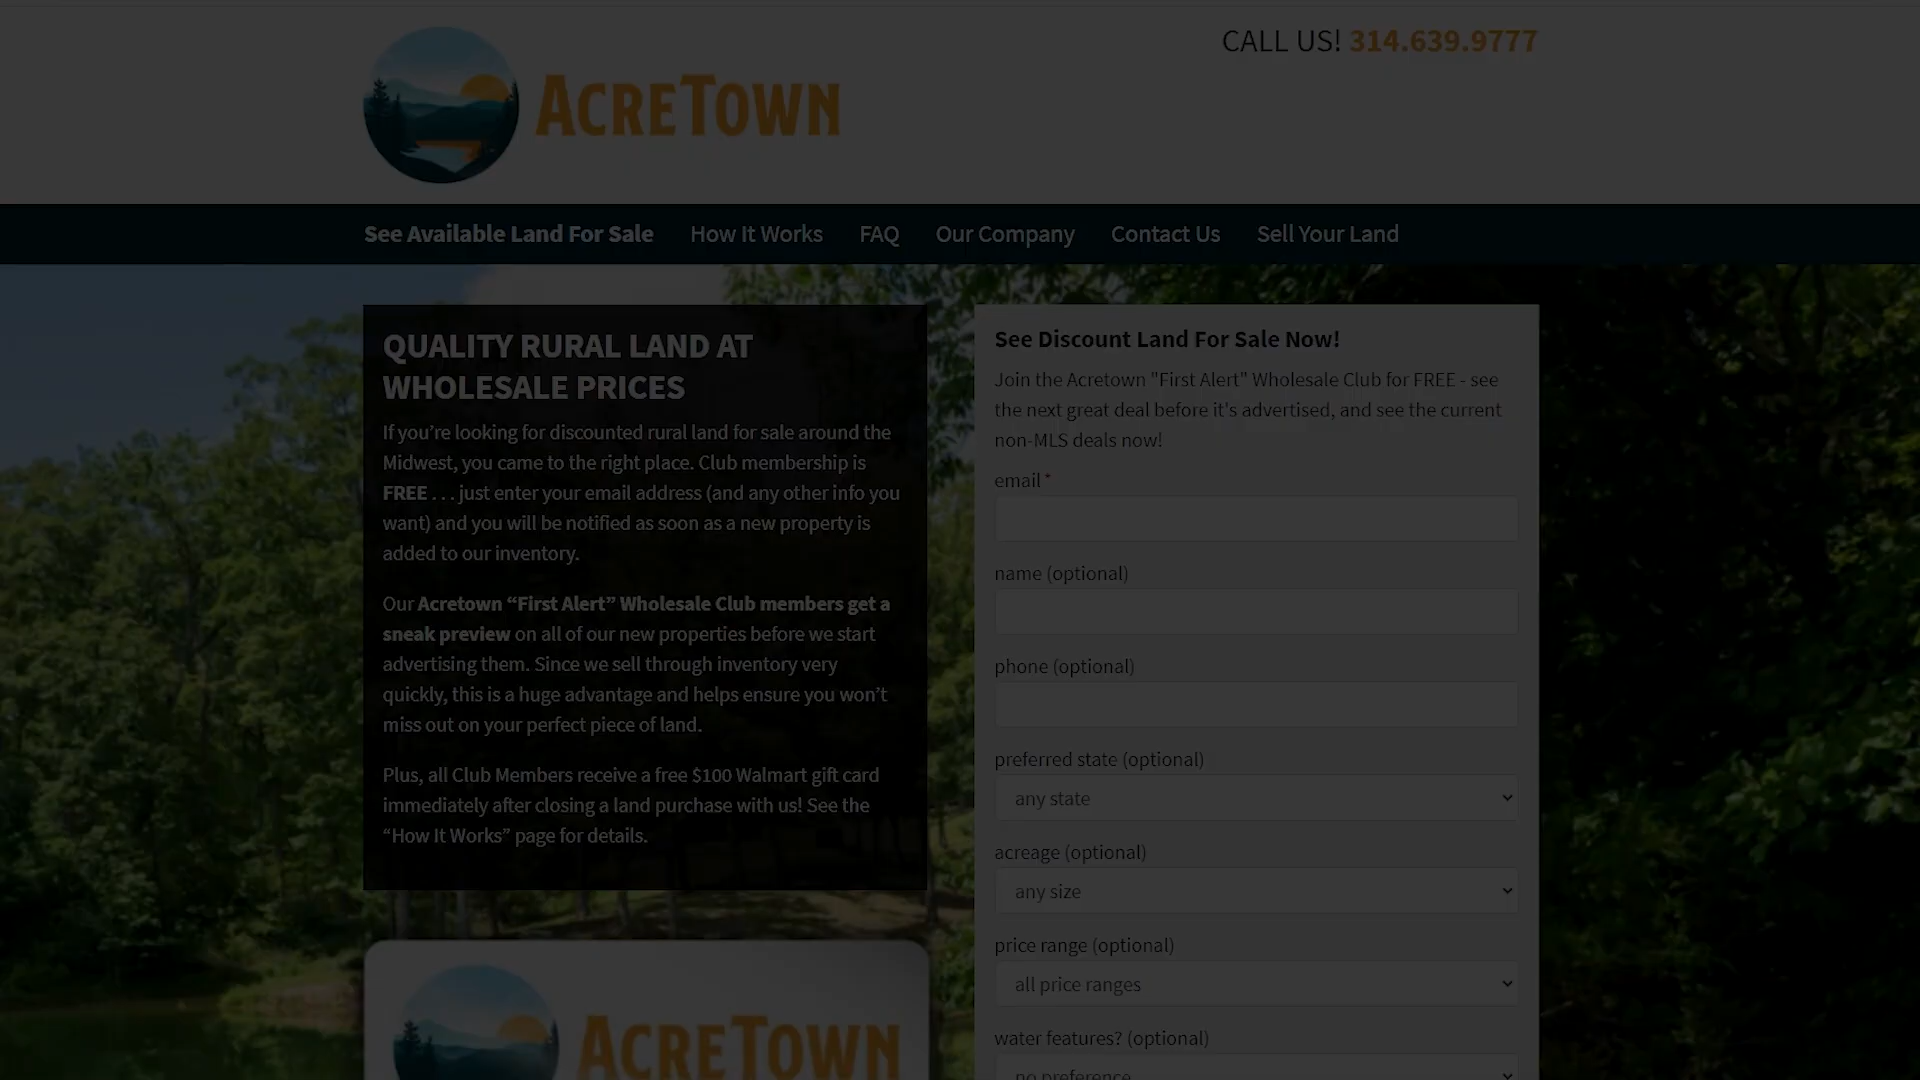 CALL US! 314.639.9777
ACRETOWN
See Available Land For Sale How It Works FAQ Our Company Contact Us Sell Your Land
QUALITY RURAL LAND AT
WHOLESALE PRICES
If you’re looking for discounted rural land for sale around the
Midwest, you came to the right place. Club membership is
FREE . . . just enter your email address (and any other info you
want) and you will be notified as soon as a new property is
added to our inventory.
Our Acretown “First Alert” Wholesale Club members get a
sneak preview on all of our new properties before we start
advertising them. Since we sell through inventory very
quickly, this is a huge advantage and helps ensure you won’t
miss out on your perfect piece of land.
Plus, all Club Members receive a free $100 Walmart gift card
immediately after closing a land purchase with us! See the
“How It Works” page for details.
ACRETOWN
See Discount Land For Sale Now!
Join the Acretown "First Alert" Wholesale Club for FREE - see
the next great deal before it's advertised, and see the current
non-MLS deals now!
email *
name (optional)
phone (optional)
preferred state (optional)
any state
acreage (optional)
any size
price range (optional)
all price ranges
water features? (optional)
no preference